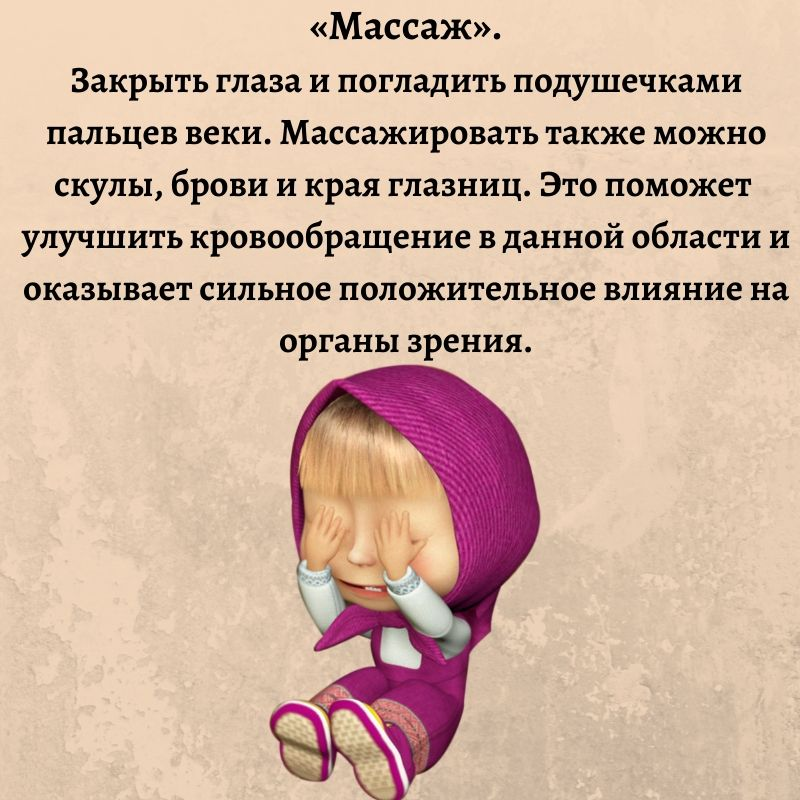 «Массаж».
Закрыть глаза и погладить подушечками
пальцев веки. Массажировать также можно
скулы, брови и края глазниц. Это поможет
улучшить кровообращение в данной области и
оказывает сильное положительное влияние на
органы зрения.